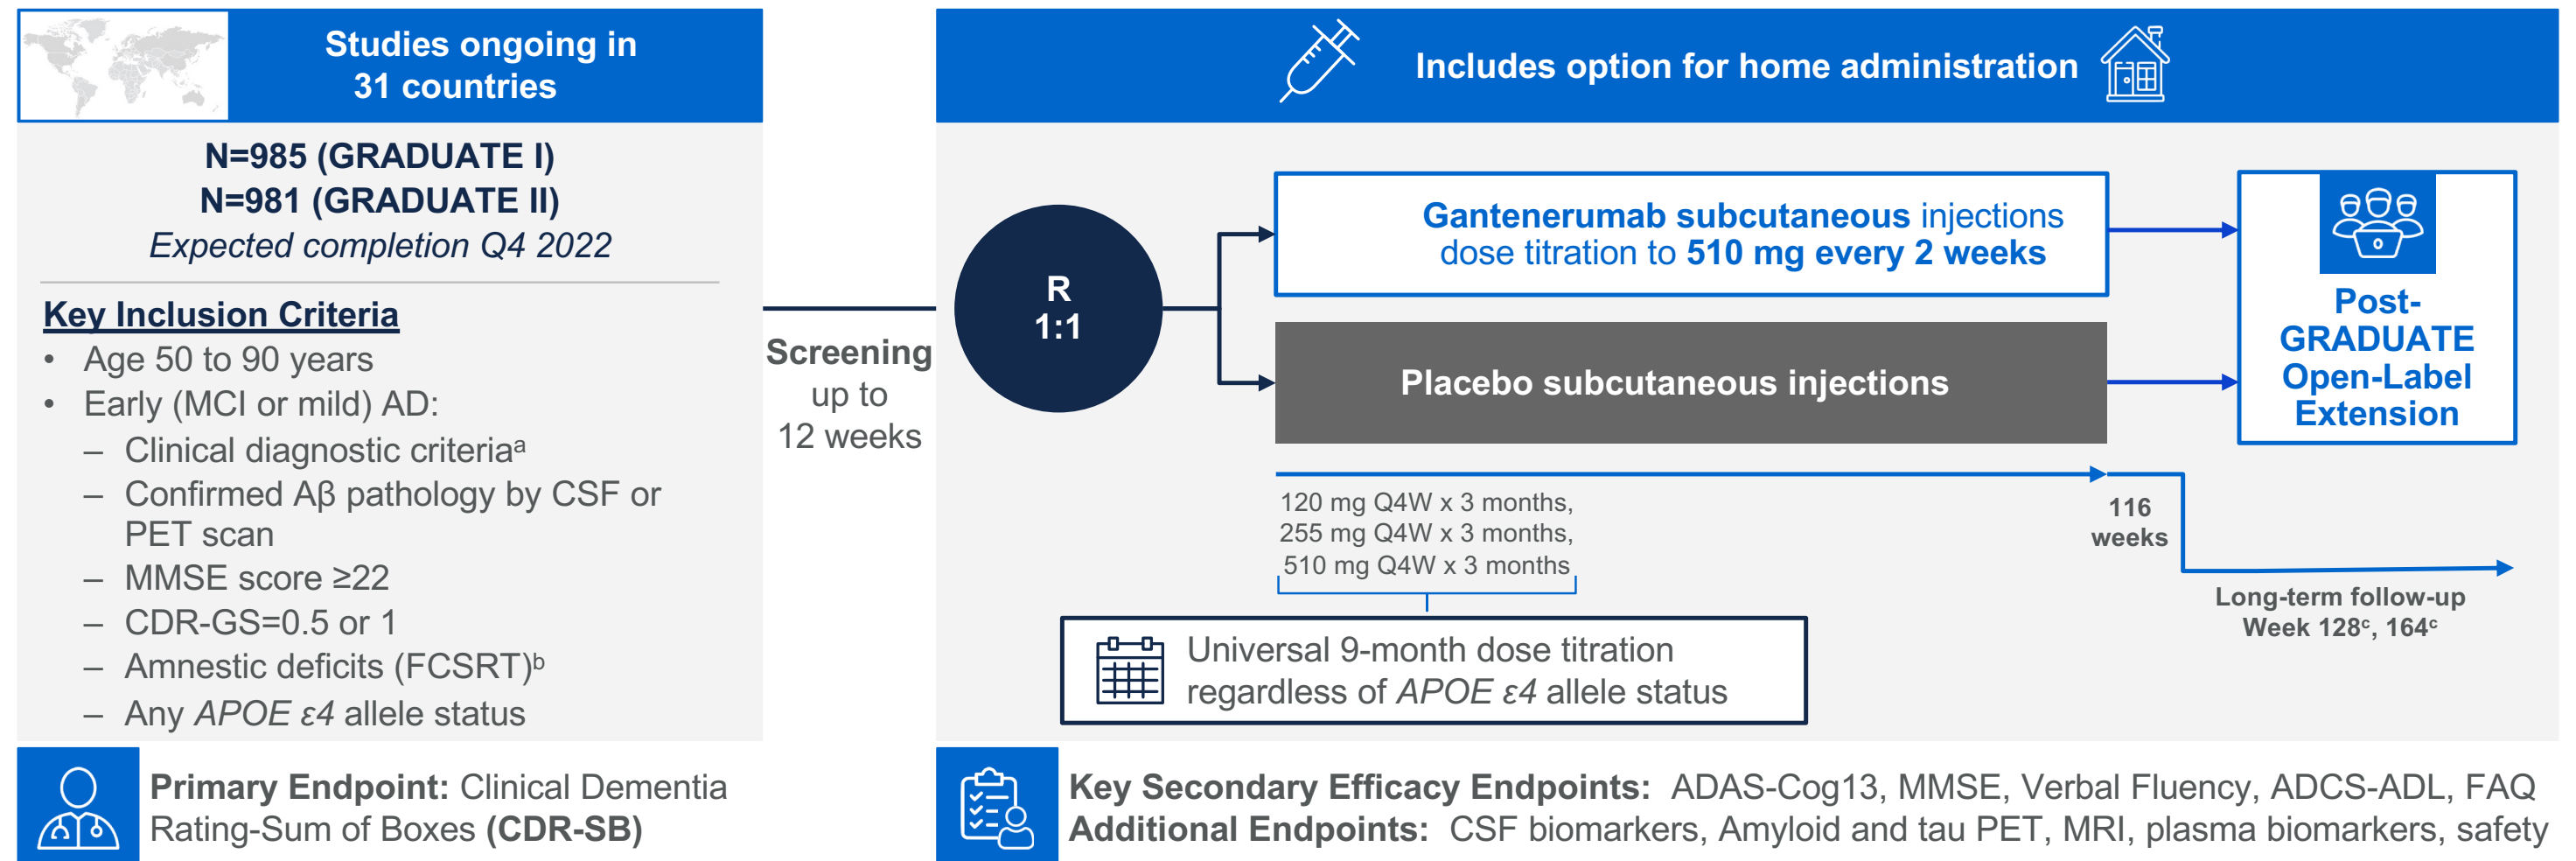 Studies ongoing in
31 countries
N=985 (GRADUATE I)
N=981 (GRADUATE II)
Expected completion Q4 2022
Key Inclusion Criteria
• Age 50 to 90 years
• Early (MCI or mild) AD:
– Clinical diagnostic criteriaᵃ
– Confirmed Aβ pathology by CSF or
PET scan
– MMSE score ≥22
– CDR-GS=0.5 or 1
– Amnestic deficits (FCSRT)ᵇ
– Any APOE ε4 allele status
Screening
up to
12 weeks
Includes option for home administration
R
1:1
Gantenerumab subcutaneous injections
dose titration to 510 mg every 2 weeks
Placebo subcutaneous injections
Post-
GRADUATE
Open-Label
Extension
120 mg Q4W x 3 months,
255 mg Q4W x 3 months,
510 mg Q4W x 3 months
116
weeks
Long-term follow-up
Week 128ᶜ, 164ᶜ
Universal 9-month dose titration
regardless of APOE ε4 allele status
Primary Endpoint: Clinical Dementia
Rating-Sum of Boxes (CDR-SB)
Key Secondary Efficacy Endpoints: ADAS-Cog13, MMSE, Verbal Fluency, ADCS-ADL, FAQ
Additional Endpoints: CSF biomarkers, Amyloid and tau PET, MRI, plasma biomarkers, safety